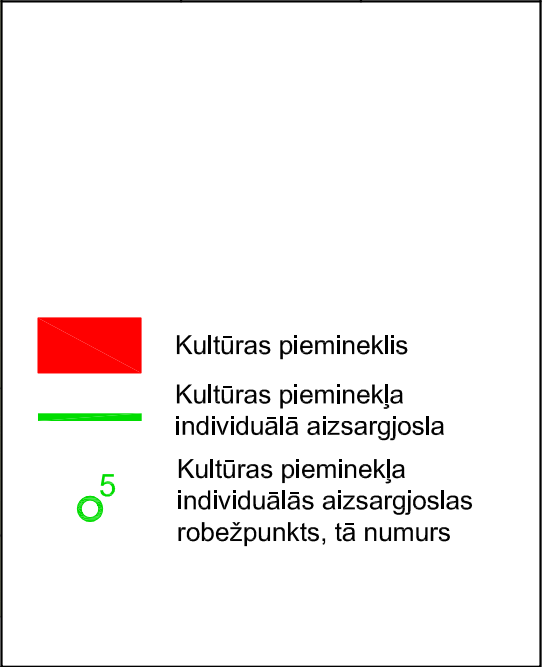 Kultūras piemineklis
Kultūras pieminekļa
individuālā aizsargjosla
5
Kultūras pieminekļa
individuālās aizsargjoslas
robežpunkts, tā numurs